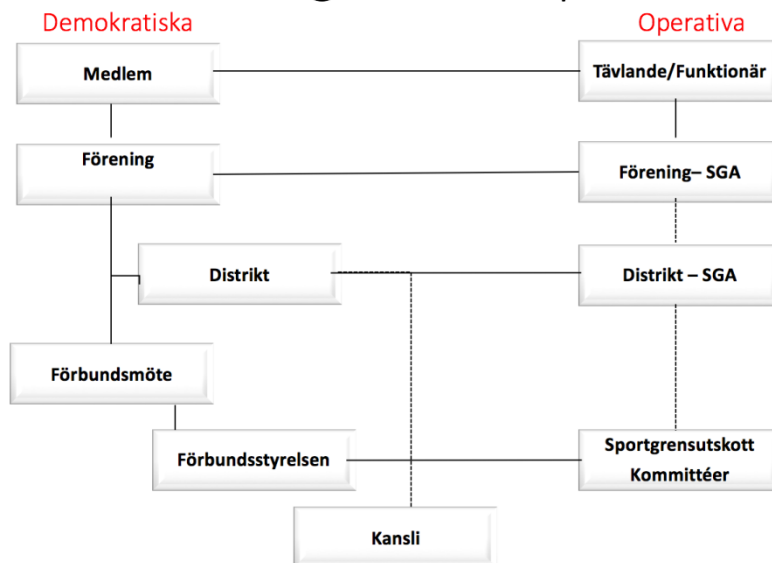 Demokratiska
Operativa
Medlem
Tävlande/Funktionär
Förening
Förening– SGA
Distrikt
Distrikt – SGA
Förbundsmöte
Förbundsstyrelsen
Sportgrensutskott
Kommittéer
Kansli